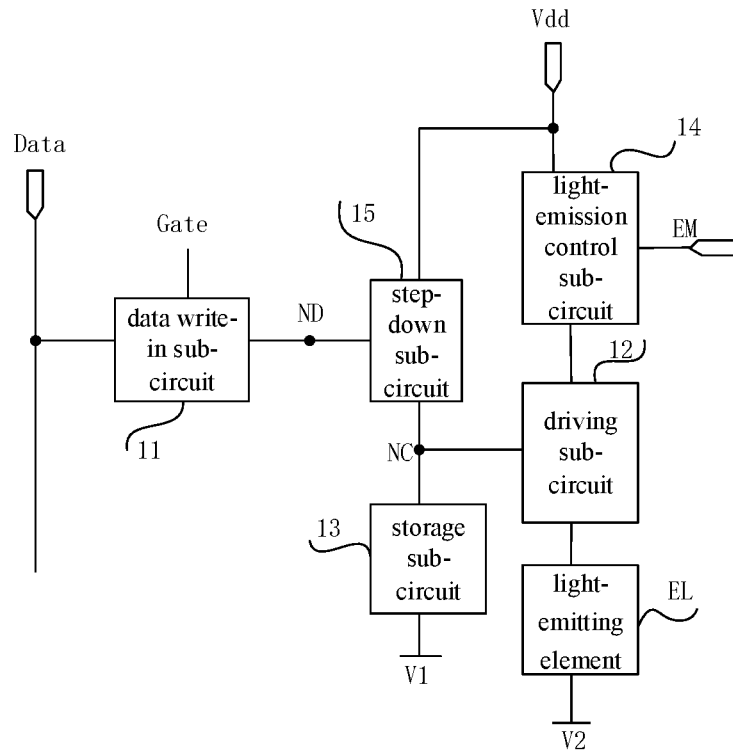 Vdd
Data
14
light-
emission
control
sub-
circuit
EM
15
Gate
step-
down
sub-
circuit
ND
data write-
in sub-
circuit
11
12
driving
sub-
circuit
NC
13
storage
sub-
circuit
V1
light-
emitting
element
EL
V2